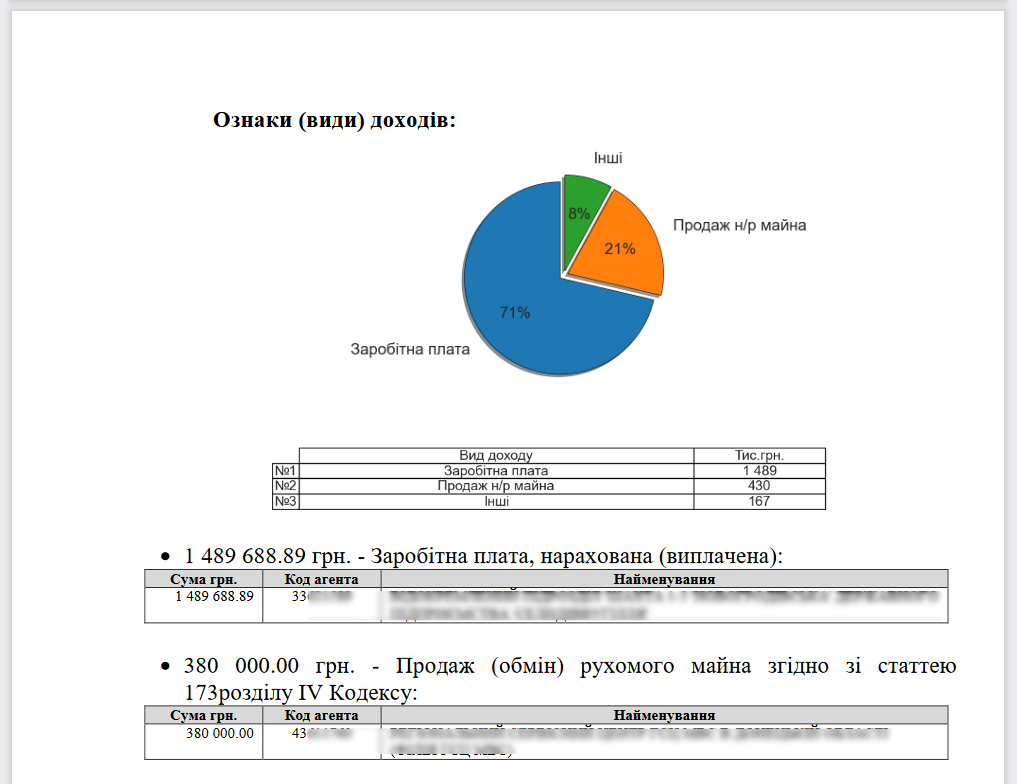 Ознаки (види) доходів:
Інші
8%
Продаж н/р майна
21%
71%
Заробітна плата
Вид доходу Тис.грн.
№1 Заробітна плата 1 489
№2 Продаж н/р майна 430
№3 Інші 167
• 1 489 688.89 грн. - Заробітна плата, нарахована (виплачена):
Сума грн. Код агента Найменування
1 489 688.89
• 380 000.00 грн. - Продаж (обмін) рухомого майна згідно зі статтею
173розділу IV Кодексу:
Сума грн. Код агента Найменування
380 000.00